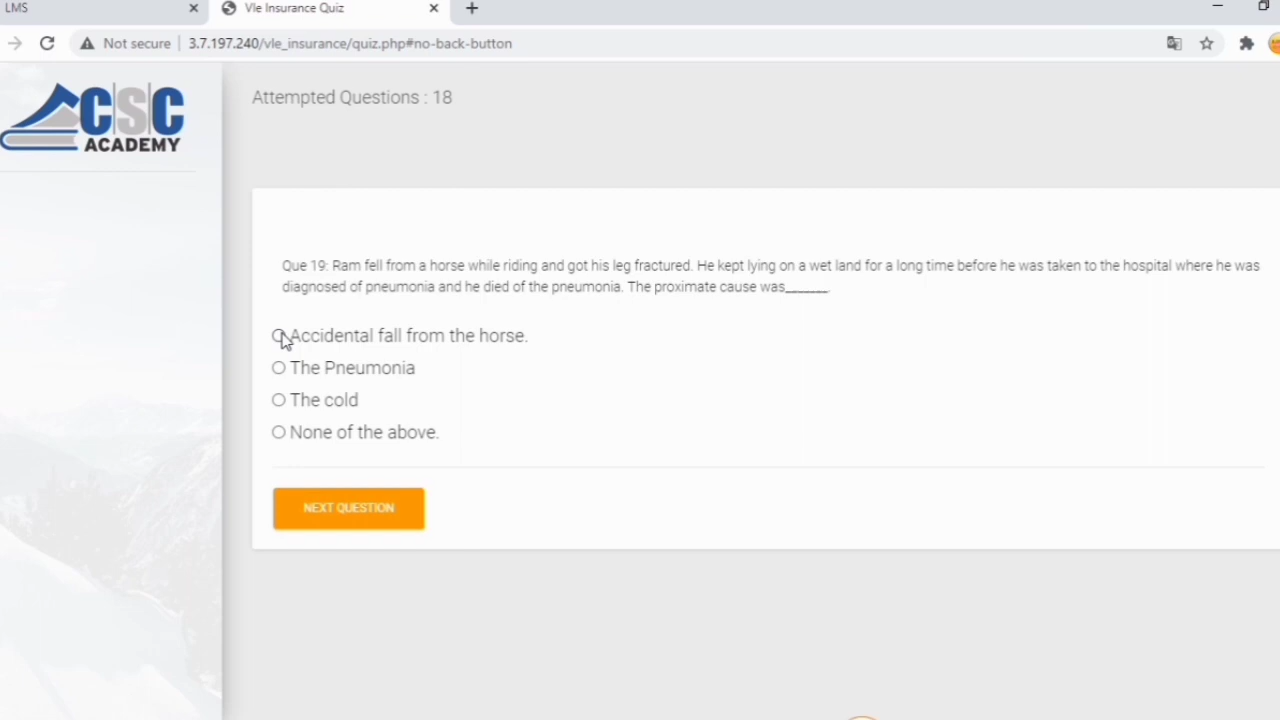 LMS
Vle Insurance Quiz
Not secure
3.7.197.240/vle_insurance/quiz.php#no-back-button
CSC
ACADEMY
Attempted Questions : 18
Que 19: Ram fell from a horse while riding and got his leg fractured. He kept lying on a wet land for a long time before he was taken to the hospital where he was
diagnosed of pneumonia and he died of the pneumonia. The proximate cause was_______.
Accidental fall from the horse.
The Pneumonia
The cold
None of the above.
NEXT QUESTION